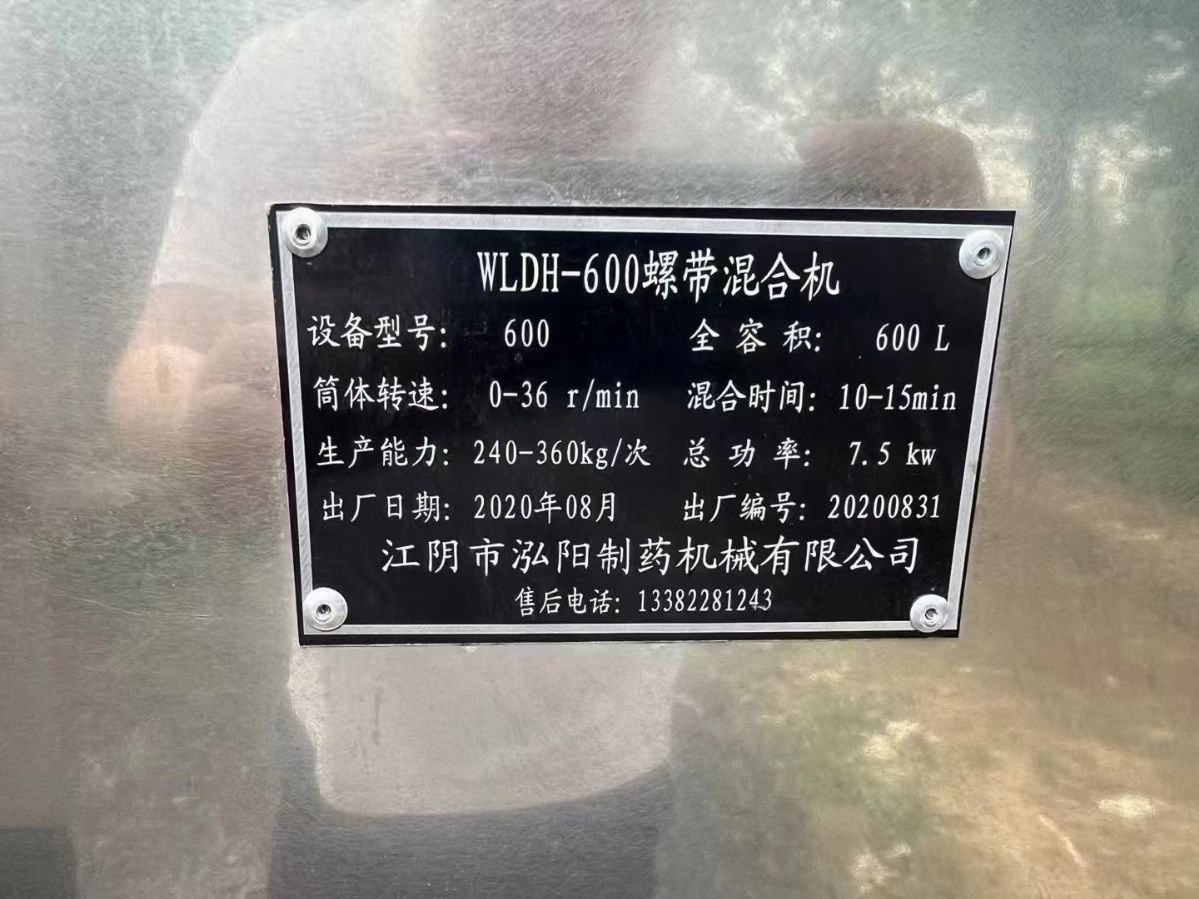 WLDH-600螺带混合机
设备型号: 600 全容积: 600 L
筒体转速: 0-36 r/min 混合时间: 10-15min
生产能力: 240-360kg/次 总功率: 7.5 kw
出厂日期: 2020年08月 出厂编号: 20200831
江阴市泓阳制药机械有限公司
售后电话: 13382281243